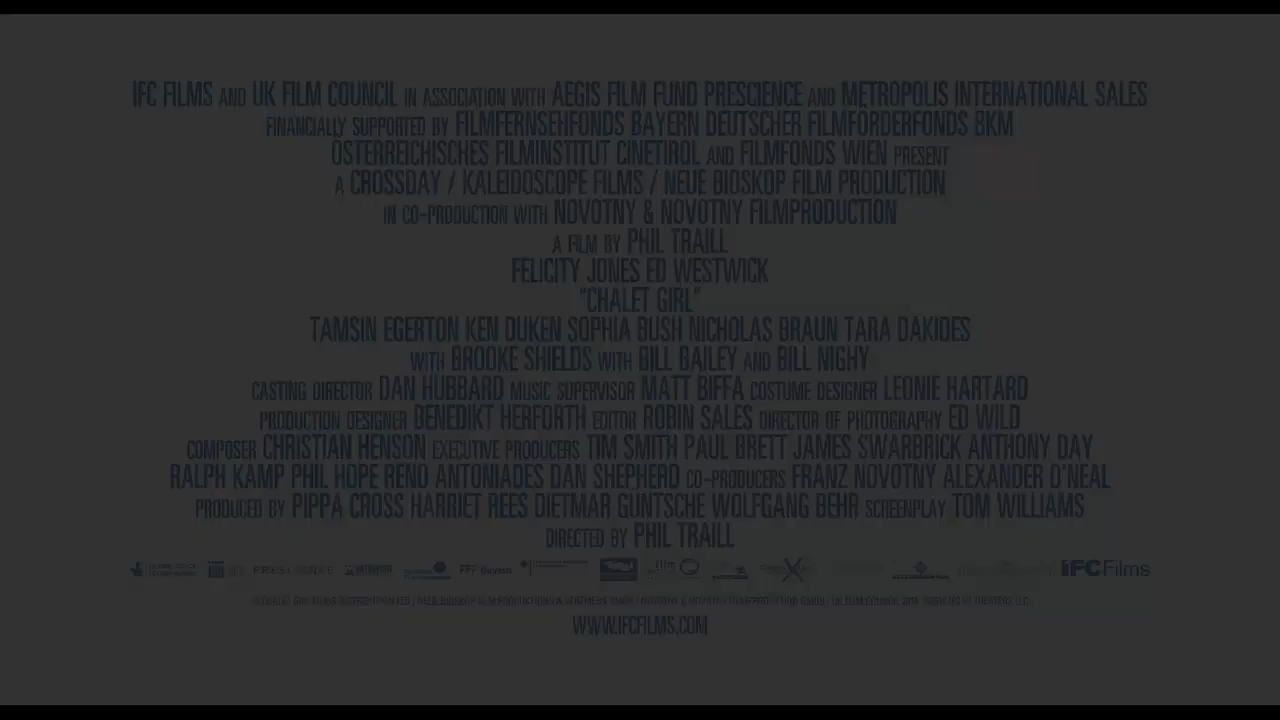 IFC FILMS AND UK FILM COUNCIL IN ASSOCIATION WITH AEGIS FILM FUND PRESCIENCE AND METROPOLIS INTERNATIONAL SALES
FINANCIALLY SUPPORTED BY FILMFERNSEHFONDS BAYERN DEUTSCHER FILMFÖRDERFONDS BKM
ÖSTERREICHISCHES FILMINSTITUT CINETIROL AND FILMFONDS WIEN PRESENT
A CROSSDAY / KALEIDOSCOPE FILMS / NEUE BIOSKOP FILM PRODUCTION
IN CO-PRODUCTION WITH NOVOTNY & NOVOTNY FILMPRODUCTION
A FILM BY PHIL TRAILL
FELICITY JONES ED WESTWICK
"CHALET GIRL"
TAMSIN EGERTON KEN DUKEN SOPHIA BUSH NICHOLAS BRAUN TARA DAKIDES
WITH BROOKE SHIELDS WITH BILL BAILEY AND BILL NIGHY
CASTING DIRECTOR DAN HUBBARD MUSIC SUPERVISOR MATT BIFFA COSTUME DESIGNER LEONIE HARTARD
PRODUCTION DESIGNER BENEDIKT HERFORTH EDITOR ROBIN SALES DIRECTOR OF PHOTOGRAPHY ED WILD
COMPOSER CHRISTIAN HENSON EXECUTIVE PRODUCERS TIM SMITH PAUL BRETT JAMES SWARBRICK ANTHONY DAY
RALPH KAMP PHIL HOPE RENO ANTONIADES DAN SHEPHERD CO-PRODUCERS FRANZ NOVOTNY ALEXANDER O'NEAL
PRODUCED BY PIPPA CROSS HARRIET REES DIETMAR GÜNTSCHE WOLFGANG BEHR SCREENPLAY TOM WILLIAMS
DIRECTED BY PHIL TRAILL
PRESCIENCE FFF Bayern film IFC Films
WWW.IFCFILMS.COM